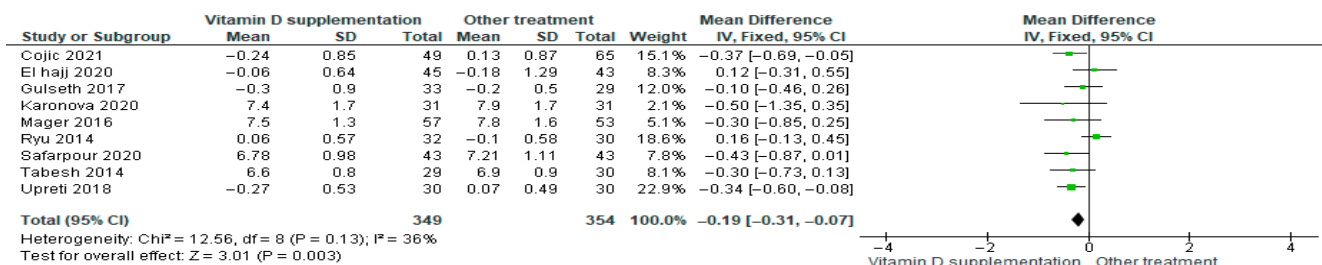 Vitamin D supplementation Other treatment Mean Difference Mean Difference
Study or Subgroup Mean SD Total Mean SD Total Weight IV, Fixed, 95% CI IV, Fixed, 95% CI
Cojic 2021 −0.24 0.85 49 0.13 0.87 65 15.1% −0.37 [−0.69, −0.05]
El hajj 2020 −0.06 0.64 45 −0.18 1.29 43 8.3% 0.12 [−0.31, 0.55]
Gulseth 2017 −0.3 0.9 33 −0.2 0.5 29 12.0% −0.10 [−0.46, 0.26]
Karonova 2020 7.4 1.7 31 7.9 1.7 31 2.1% −0.50 [−1.35, 0.35]
Mager 2016 7.5 1.3 57 7.8 1.6 53 5.1% −0.30 [−0.85, 0.25]
Ryu 2014 0.06 0.57 32 −0.1 0.58 30 18.6% 0.16 [−0.13, 0.45]
Safarpour 2020 6.78 0.98 43 7.21 1.11 43 7.8% −0.43 [−0.87, 0.01]
Tabesh 2014 6.6 0.8 29 6.9 0.9 30 8.1% −0.30 [−0.73, 0.13]
Upreti 2018 −0.27 0.53 30 0.07 0.49 30 22.9% −0.34 [−0.60, −0.08]
Total (95% CI) 349 354 100.0% −0.19 [−0.31, −0.07]
Heterogeneity: Chi² = 12.56, df = 8 (P = 0.13); I² = 36%
Test for overall effect: Z = 3.01 (P = 0.003)
−4 −2 0 2 4
Vitamin D supplementation Other treatment